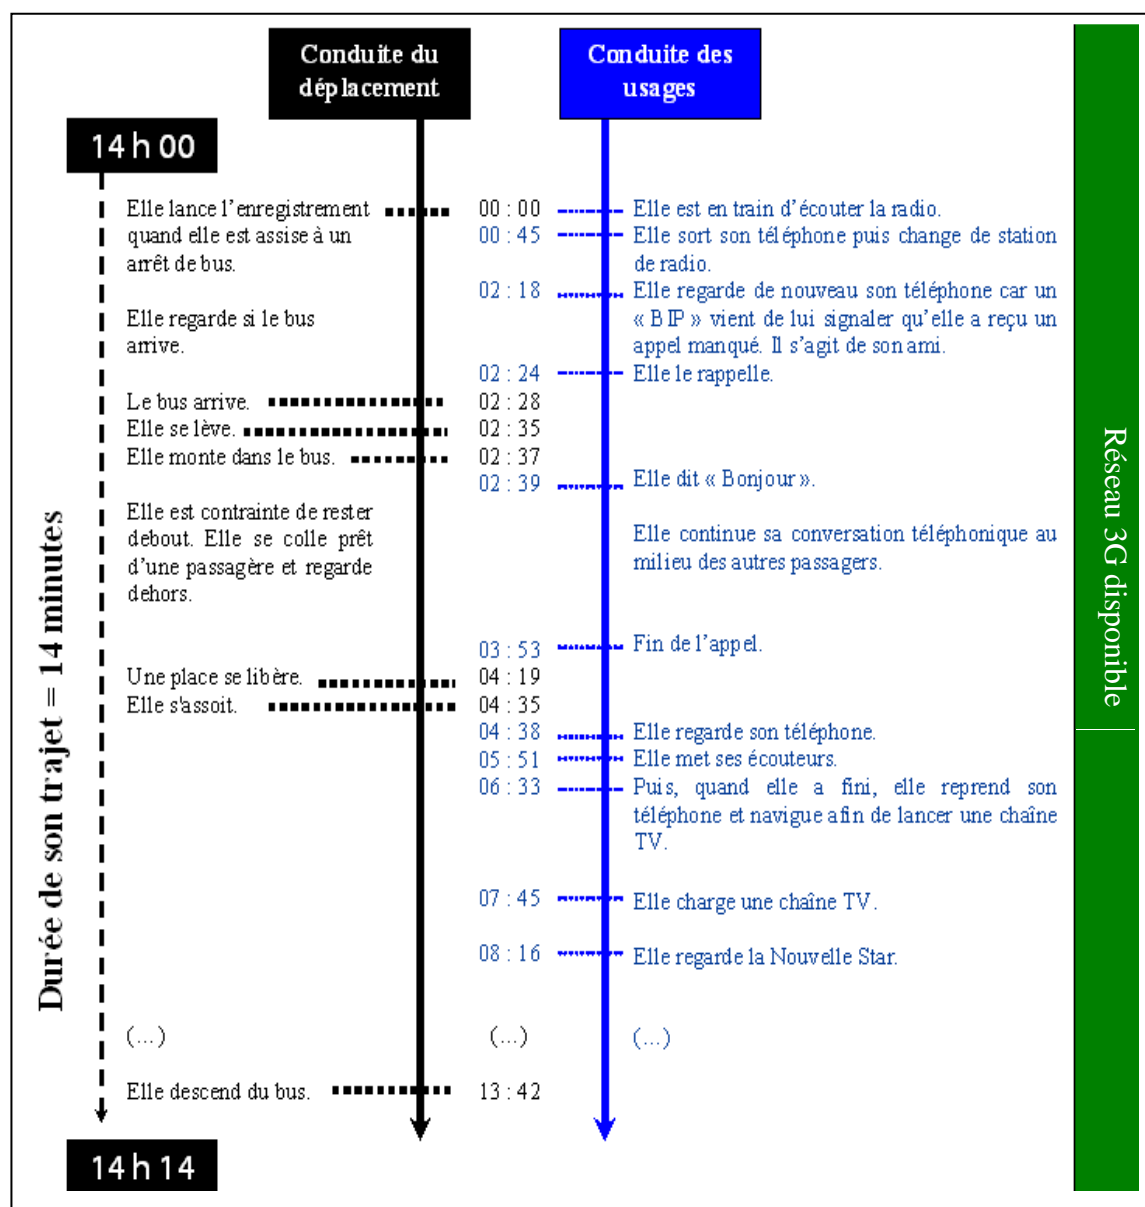 Conduite du
déplacement
Conduite des
usages
14 h 00
Elle lance l'enregistrement
quand elle est assise à un
arrêt de bus.
00 : 00
Elle est en train d'écouter la radio.
00 : 45
Elle sort son téléphone puis change de station
de radio.
02 : 18
Elle regarde de nouveau son téléphone car un
« BIP » vient de lui signaler qu'elle a reçu un
appel manqué. Il s'agit de son ami.
Elle regarde si le bus
arrive.
02 : 24
Elle le rappelle.
Le bus arrive.
02 : 28
Elle se lève.
02 : 35
Elle monte dans le bus.
02 : 37
02 : 39
Elle dit « Bonjour ».
Elle est contrainte de rester
debout. Elle se colle prêt
d'une passagère et regarde
dehors.
Elle continue sa conversation téléphonique au
milieu des autres passagers.
03 : 53
Fin de l'appel.
Une place se libère.
04 : 19
Elle s'assoit.
04 : 35
04 : 38
Elle regarde son téléphone.
05 : 51
Elle met ses écouteurs.
06 : 33
Puis, quand elle a fini, elle reprend son
téléphone et navigue afin de lancer une chaîne
TV.
07 : 45
Elle charge une chaîne TV.
08 : 16
Elle regarde la Nouvelle Star.
(...)
(...)
(...)
Elle descend du bus.
13 : 42
14 h 14
Durée de son trajet = 14 minutes
Réseau 3G disponible